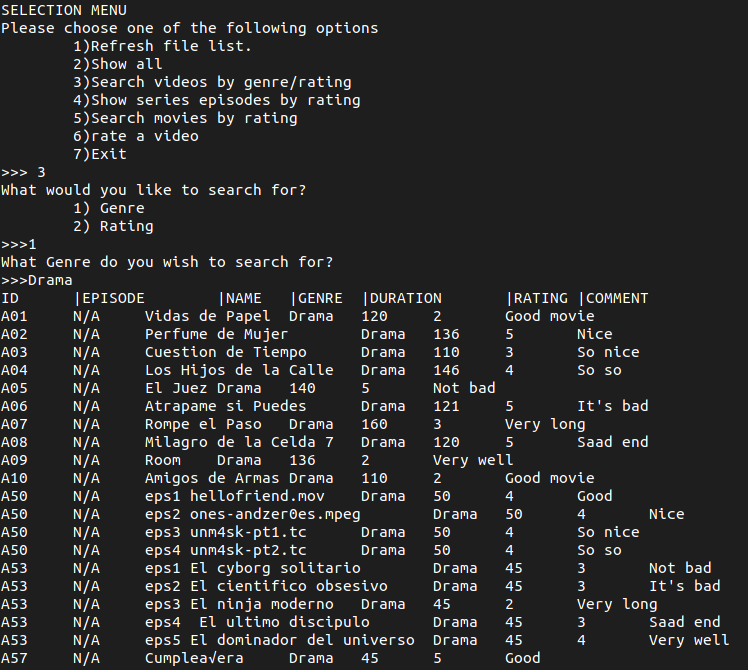 SELECTION MENU
Please choose one of the following options
1)Refresh file list.
2)Show all
3)Search videos by genre/rating
4)Show series episodes by rating
5)Search movies by rating
6)rate a video
7)Exit
>>> 3
What would you like to search for?
1) Genre
2) Rating
>>>1
What Genre do you wish to search for?
>>>Drama
ID |EPISODE |NAME |GENRE |DURATION |RATING |COMMENT
A01 N/A Vidas de Papel Drama 120 2 Good movie
A02 N/A Perfume de Mujer Drama 136 5 Nice
A03 N/A Cuestion de Tiempo Drama 110 3 So nice
A04 N/A Los Hijos de la Calle Drama 146 4 So so
A05 N/A El Juez Drama 140 5 Not bad
A06 N/A Atrapame si Puedes Drama 121 5 It's bad
A07 N/A Rompe el Paso Drama 160 3 Very long
A08 N/A Milagro de la Celda 7 Drama 120 5 Saad end
A09 N/A Room Drama 136 2 Very well
A10 N/A Amigos de Armas Drama 110 2 Good movie
A50 N/A eps1 hellofriend.mov Drama 50 4 Good
A50 N/A eps2 ones-andzer0es.mpeg Drama 50 4 Nice
A50 N/A eps3 unm4sk-pt1.tc Drama 50 4 So nice
A50 N/A eps4 unm4sk-pt2.tc Drama 50 4 So so
A53 N/A eps1 El cyborg solitario Drama 45 3 Not bad
A53 N/A eps2 El cientifico obsesivo Drama 45 3 It's bad
A53 N/A eps3 El ninja moderno Drama 45 2 Very long
A53 N/A eps4  El ultimo discipulo Drama 45 3 Saad end
A53 N/A eps5 El dominador del universo Drama 45 4 Very well
A57 N/A Cumplea√era Drama 45 5 Good